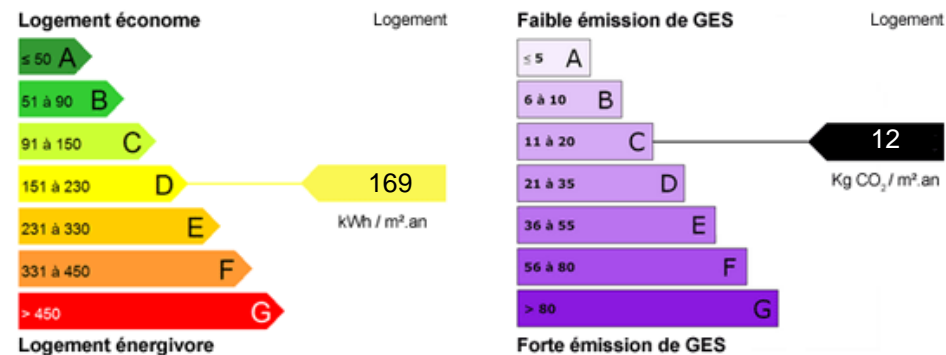 Logement économe
Logement
≤ 50 A
51 à 90 B
91 à 150 C
151 à 230 D
169
231 à 330 E
kWh / m².an
331 à 450 F
> 450 G
Logement énergivore
Faible émission de GES
Logement
≤ 5 A
6 à 10 B
11 à 20 C
12
21 à 35 D
Kg CO₂ / m².an
36 à 55 E
56 à 80 F
> 80 G
Forte émission de GES